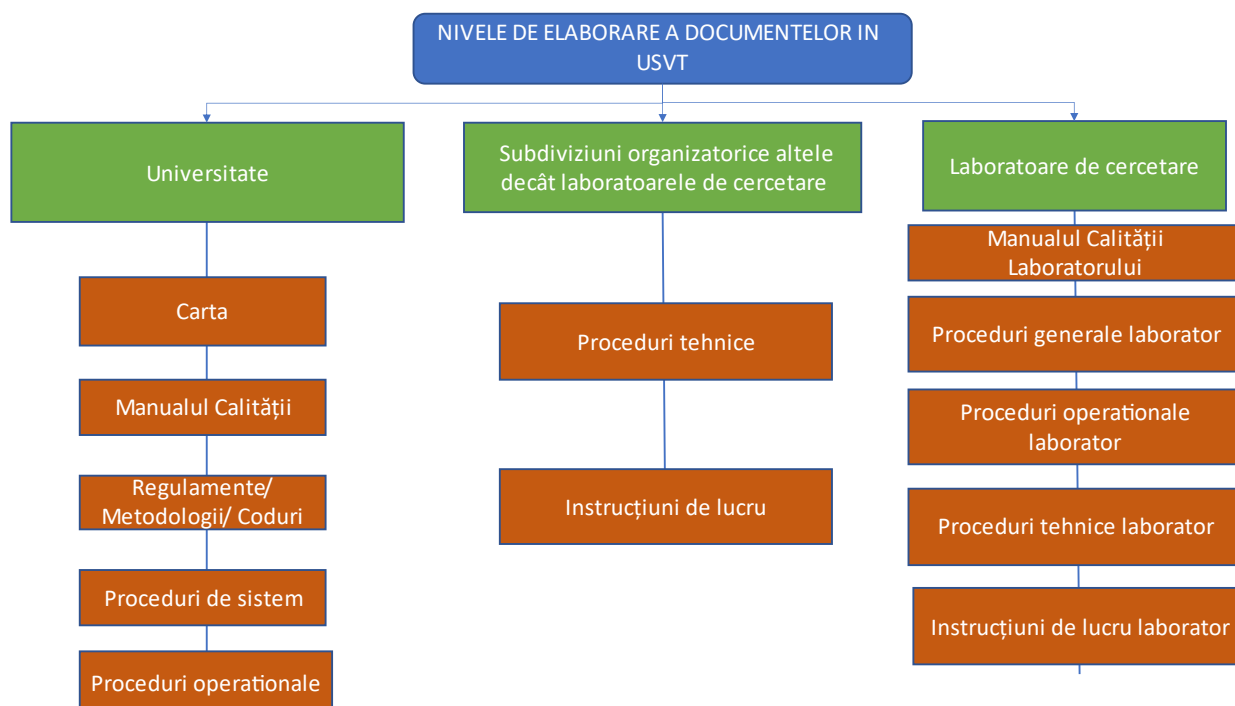 NIVELE DE ELABORARE A DOCUMENTELOR IN
USVT
Universitate
Subdiviziuni organizatorice altele
decât laboratoarele de cercetare
Laboratoare de cercetare
Carta
Manualul Calității
Regulamente/
Metodologii/ Coduri
Proceduri de sistem
Proceduri operationale
Proceduri tehnice
Instrucțiuni de lucru
Manualul Calității
Laboratorului
Proceduri generale laborator
Proceduri operationale
laborator
Proceduri tehnice laborator
Instrucțiuni de lucru laborator